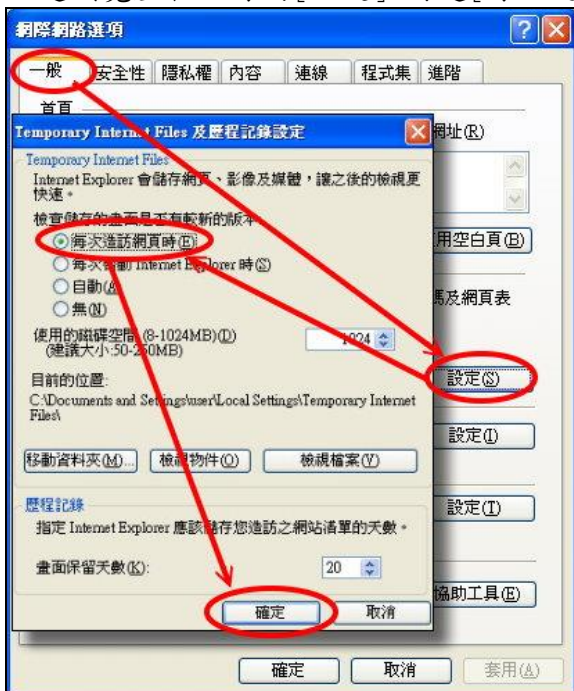 網際網路選項
一般 安全性 隱私權 內容 連線 程式集 進階
首頁
網址(R)
Temporary Internet Files 及歷程記錄設定
Temporary Internet Files
Internet Explorer 會儲存網頁、影像及媒體,讓之後的檢視更
快速。
檢查儲存的畫面是否有較新的版本:
每次造訪網頁時(E)
每次啟動 Internet Explorer 時(S)
自動(A)
無(N)
用空白頁(B)
碼及網頁表
使用的磁碟空間 (8-1024MB)(D) 1024
(建議大小:50-250MB)
設定(S)
目前的位置:
C:\Documents and Settings\user\Local Settings\Temporary Internet
Files\
設定(I)
移動資料夾(M)... 檢視物件(O) 檢視檔案(V)
歷程記錄
設定(T)
指定 Internet Explorer 應該儲存您造訪之網站清單的天數。
畫面保留天數(K): 20
協助工具(E)
確定 取消
確定 取消 套用(A)